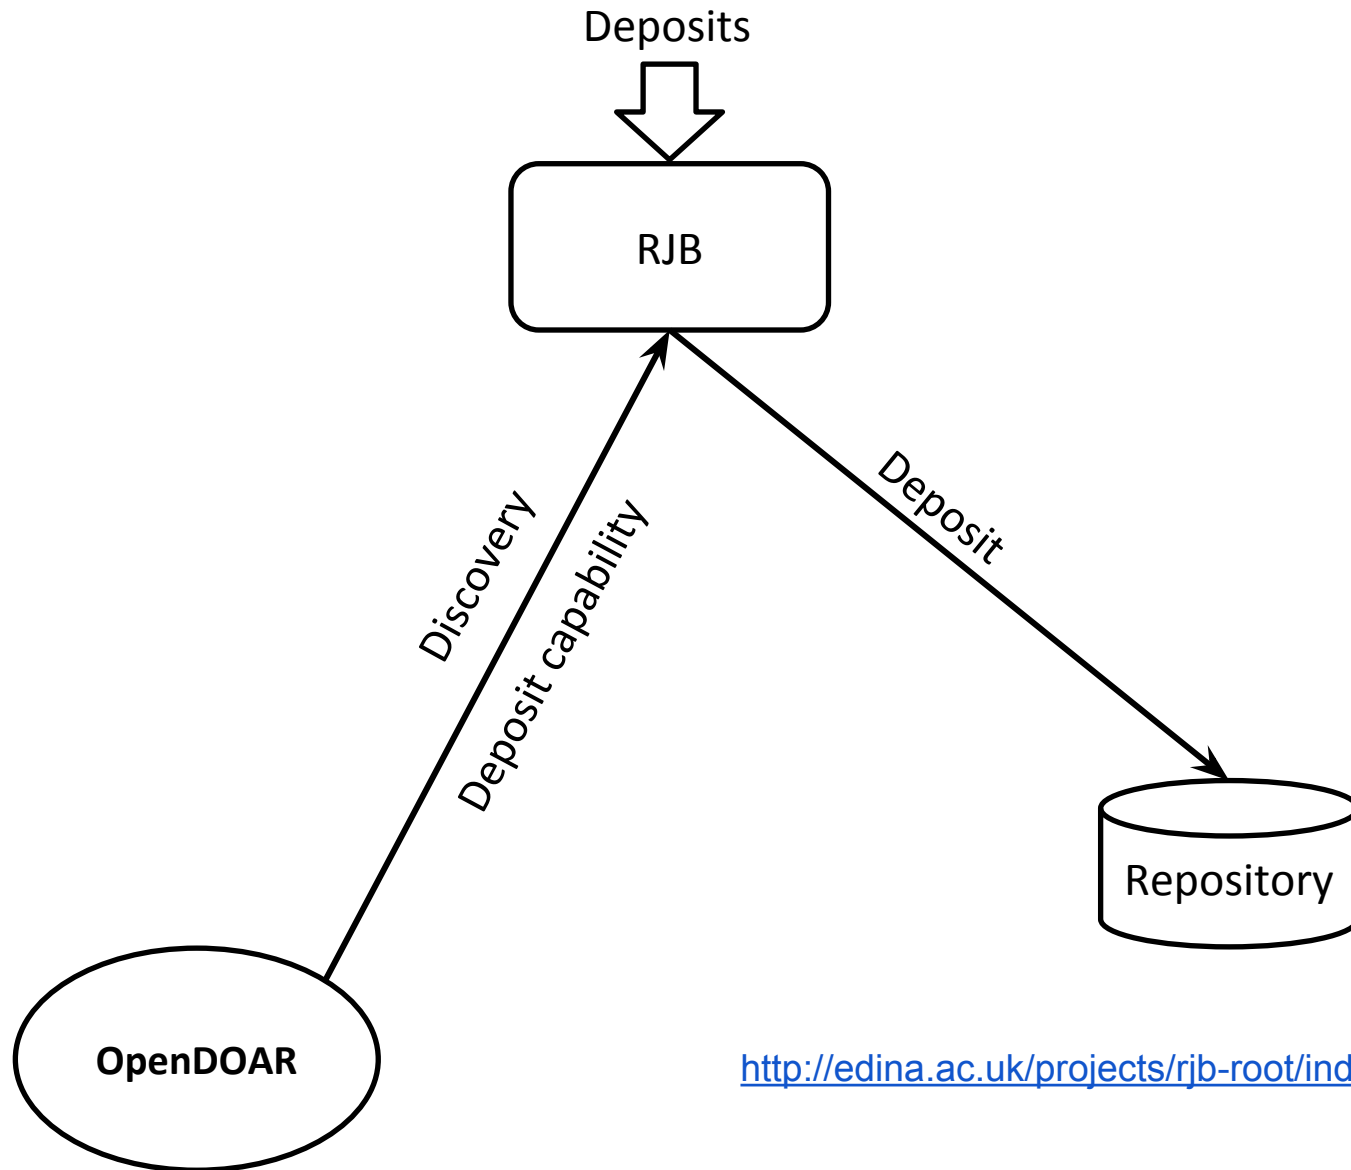 Deposits
RJB
Deposit
Discovery
Deposit capability
Repository
OpenDOAR
http://edina.ac.uk/projects/rjb-root/ind